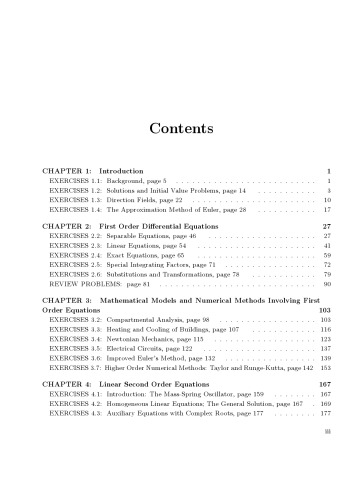 Contents
CHAPTER 1: Introduction 1
EXERCISES 1.1: Background, page 5 . . . . . . . . . . . . . . . . . . . . . . . . . . 1
EXERCISES 1.2: Solutions and Initial Value Problems, page 14 . . . . . . . . . . . 3
EXERCISES 1.3: Direction Fields, page 22 . . . . . . . . . . . . . . . . . . . . . . . 10
EXERCISES 1.4: The Approximation Method of Euler, page 28 . . . . . . . . . . . 17
CHAPTER 2: First Order Differential Equations 27
EXERCISES 2.2: Separable Equations, page 46 . . . . . . . . . . . . . . . . . . . . 27
EXERCISES 2.3: Linear Equations, page 54 . . . . . . . . . . . . . . . . . . . . . . 41
EXERCISES 2.4: Exact Equations, page 65 . . . . . . . . . . . . . . . . . . . . . . 59
EXERCISES 2.5: Special Integrating Factors, page 71 . . . . . . . . . . . . . . . . . 72
EXERCISES 2.6: Substitutions and Transformations, page 78 . . . . . . . . . . . . . 79
REVIEW PROBLEMS: page 81 . . . . . . . . . . . . . . . . . . . . . . . . . . . . 90
CHAPTER 3: Mathematical Models and Numerical Methods Involving First
Order Equations 103
EXERCISES 3.2: Compartmental Analysis, page 98 . . . . . . . . . . . . . . . . . . 103
EXERCISES 3.3: Heating and Cooling of Buildings, page 107 . . . . . . . . . . . . 116
EXERCISES 3.4: Newtonian Mechanics, page 115 . . . . . . . . . . . . . . . . . . . 123
EXERCISES 3.5: Electrical Circuits, page 122 . . . . . . . . . . . . . . . . . . . . . 137
EXERCISES 3.6: Improved Euler's Method, page 132 . . . . . . . . . . . . . . . . . 139
EXERCISES 3.7: Higher Order Numerical Methods: Taylor and Runge-Kutta, page 142 153
CHAPTER 4: Linear Second Order Equations 167
EXERCISES 4.1: Introduction: The Mass-Spring Oscillator, page 159 . . . . . . . . 167
EXERCISES 4.2: Homogeneous Linear Equations; The General Solution, page 167 . 169
EXERCISES 4.3: Auxiliary Equations with Complex Roots, page 177 . . . . . . . . 177
iii